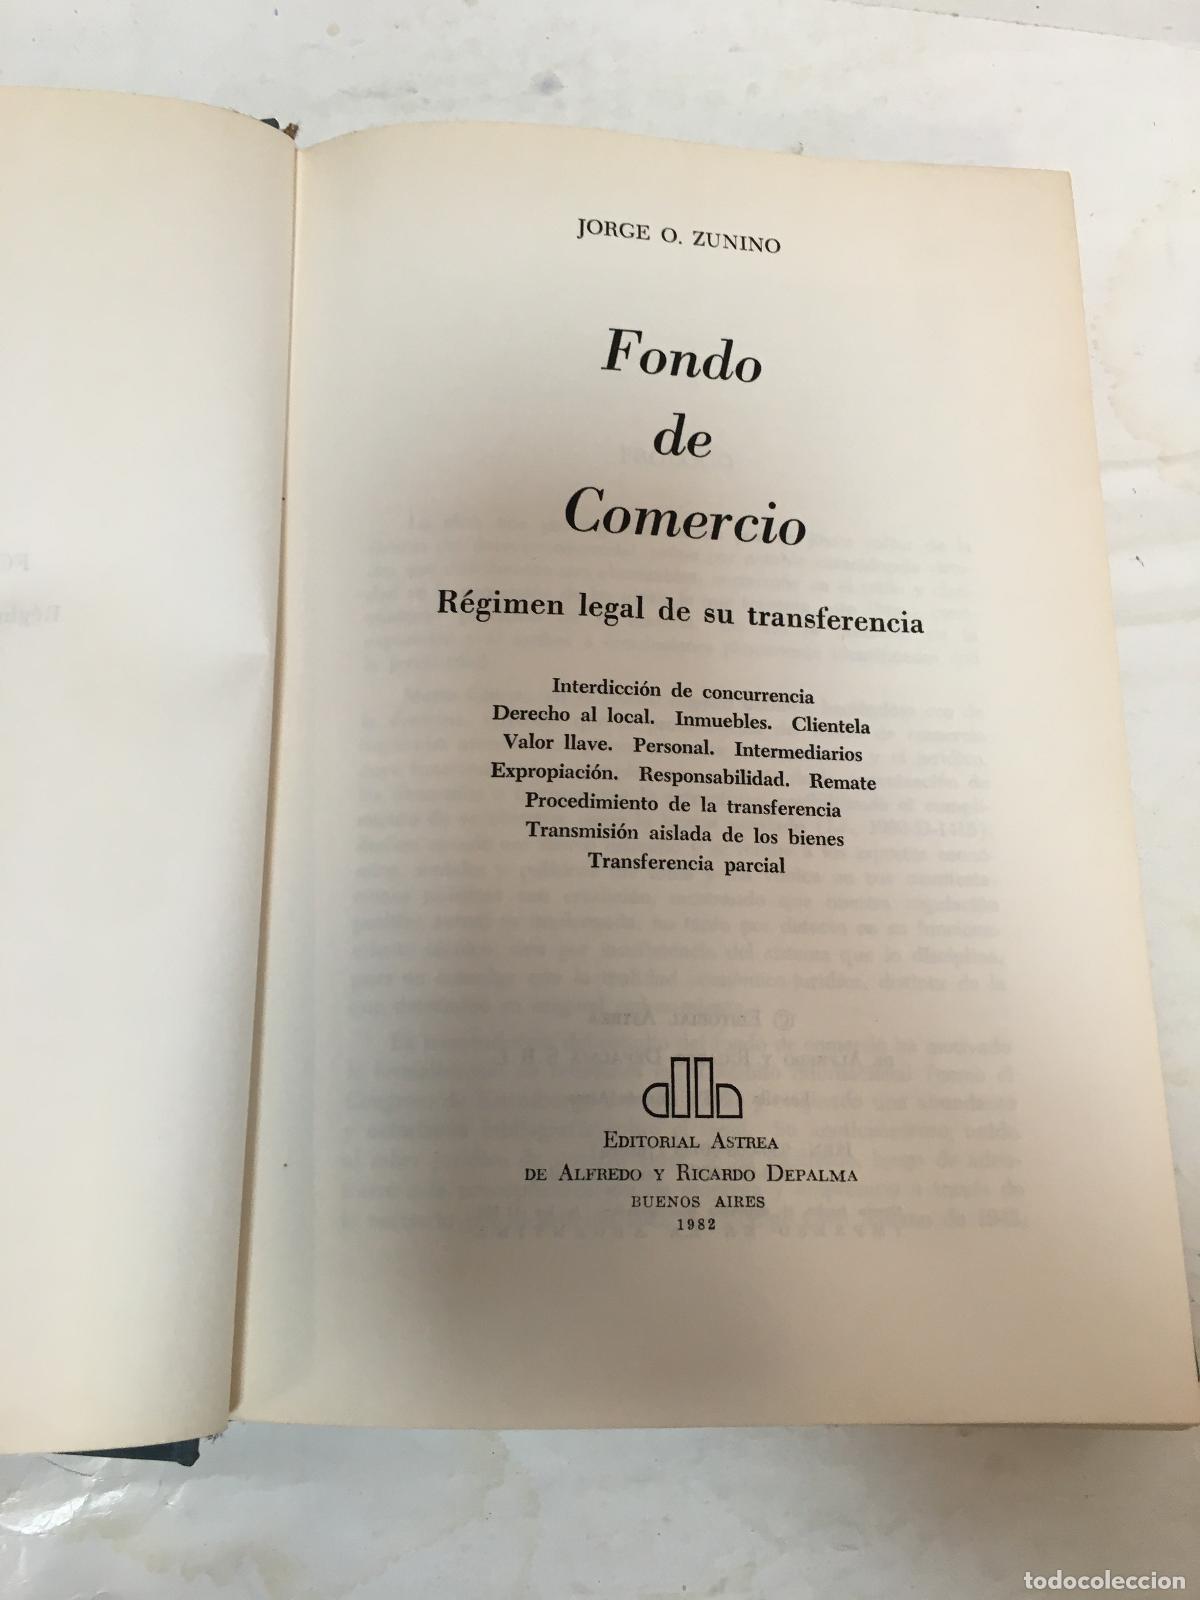 JORGE O. ZUNINO
Fondo
de
Comercio
Régimen legal de su transferencia
Interdicción de concurrencia
Derecho al local. Inmuebles. Clientela
Valor llave. Personal. Intermediarios
Expropiación. Responsabilidad. Remate
Procedimiento de la transferencia
Transmisión aislada de los bienes
Transferencia parcial
EDITORIAL ASTREA
DE ALFREDO Y RICARDO DEPALMA
BUENOS AIRES
1982
todocoleccion